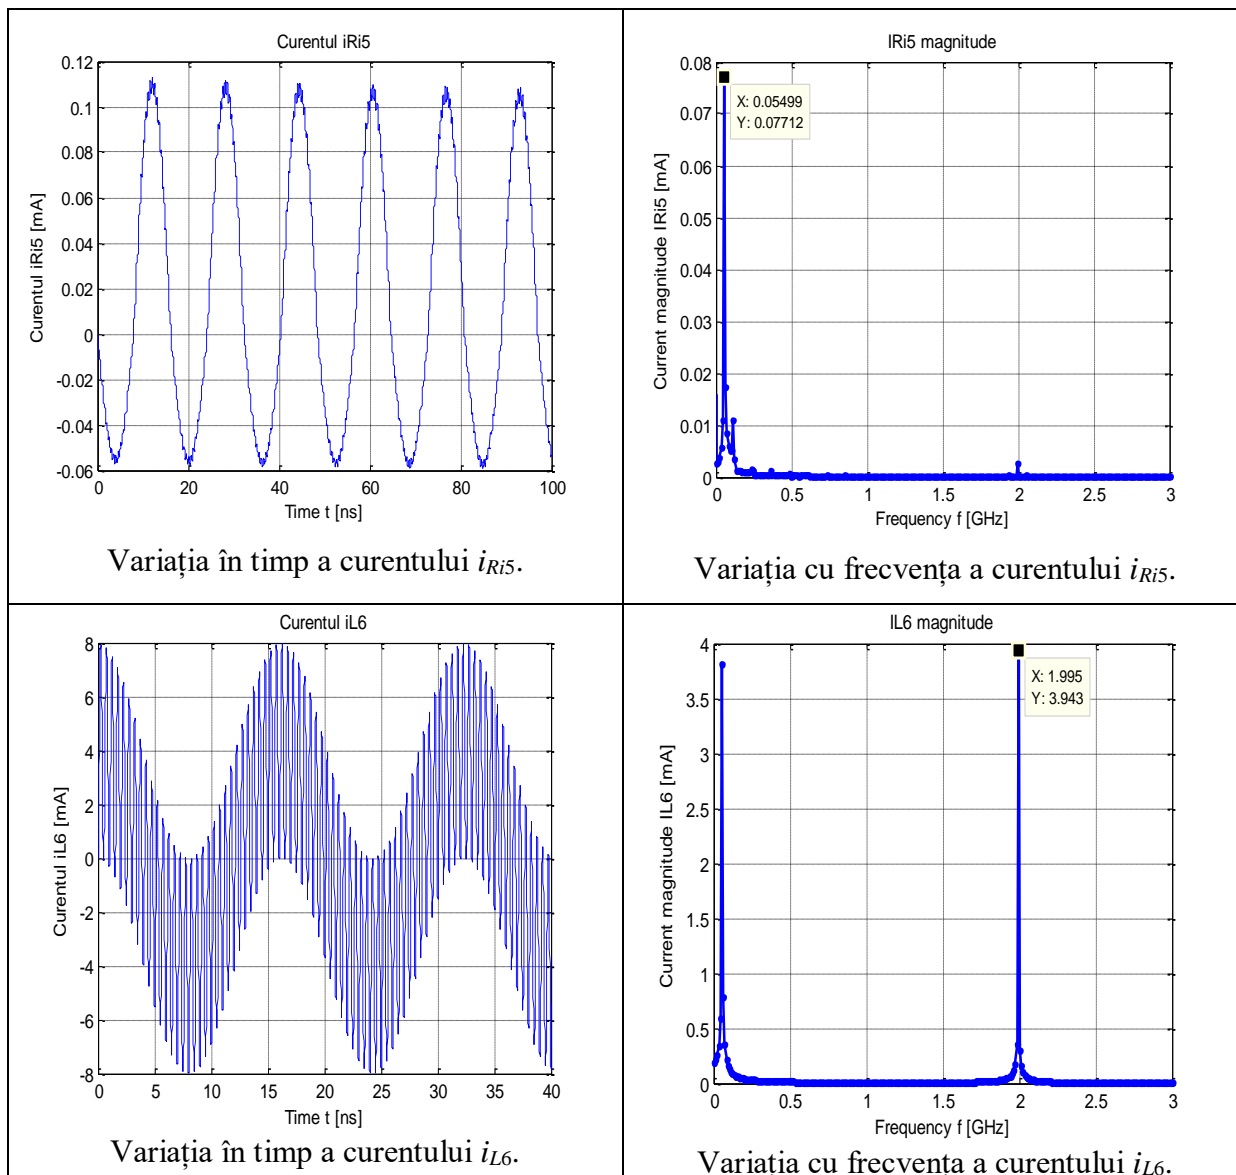 Curentul iRi5
0.12
0.1
0.08
0.06
0.04
0.02
0
-0.02
-0.04
-0.06
Curentul iRi5 [mA]
0 20 40 60 80 100
Time t [ns]
Variația în timp a curentului iRi5.
IRi5 magnitude
0.08
0.07
0.06
0.05
0.04
0.03
0.02
0.01
0
Current magnitude IRi5 [mA]
X: 0.05499
Y: 0.07712
0 0.5 1 1.5 2 2.5 3
Frequency f [GHz]
Variația cu frecvența a curentului iRi5.
Curentul iL6
8
6
4
2
0
-2
-4
-6
-8
Curentul iL6 [mA]
0 5 10 15 20 25 30 35 40
Time t [ns]
Variația în timp a curentului iL6.
IL6 magnitude
4
3.5
3
2.5
2
1.5
1
0.5
0
Current magnitude IL6 [mA]
X: 1.995
Y: 3.943
0 0.5 1 1.5 2 2.5 3
Frequency f [GHz]
Variația cu frecvența a curentului iL6.